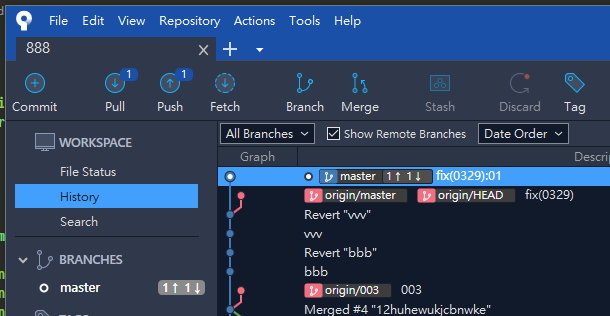 File Edit View Repository Actions Tools Help
888
1 1
Commit Pull Push Fetch Branch Merge Stash Discard Tag
WORKSPACE
File Status
History
Search
BRANCHES
master 1↑ 1↓
All Branches Show Remote Branches Date Order
Graph
master 1↑ 1↓ fix(0329):01
origin/master origin/HEAD fix(0329)
Revert "vvv"
vvv
Revert "bbb"
bbb
origin/003 003
Merged #4 "12huhewukjcbnwke"